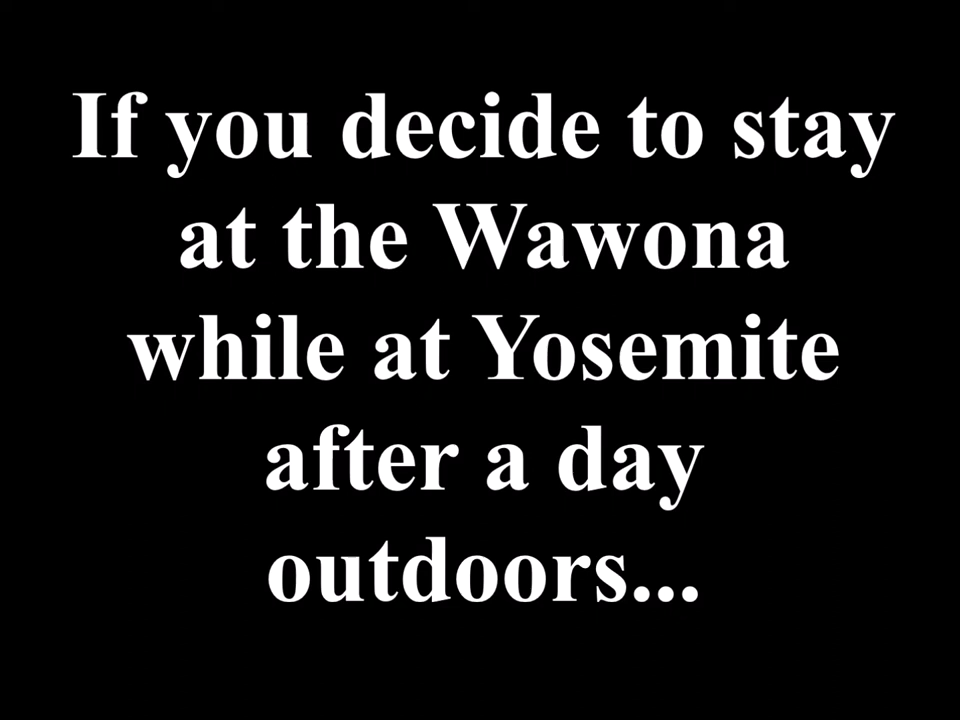 If you decide to stay
at the Wawona
while at Yosemite
after a day
outdoors...